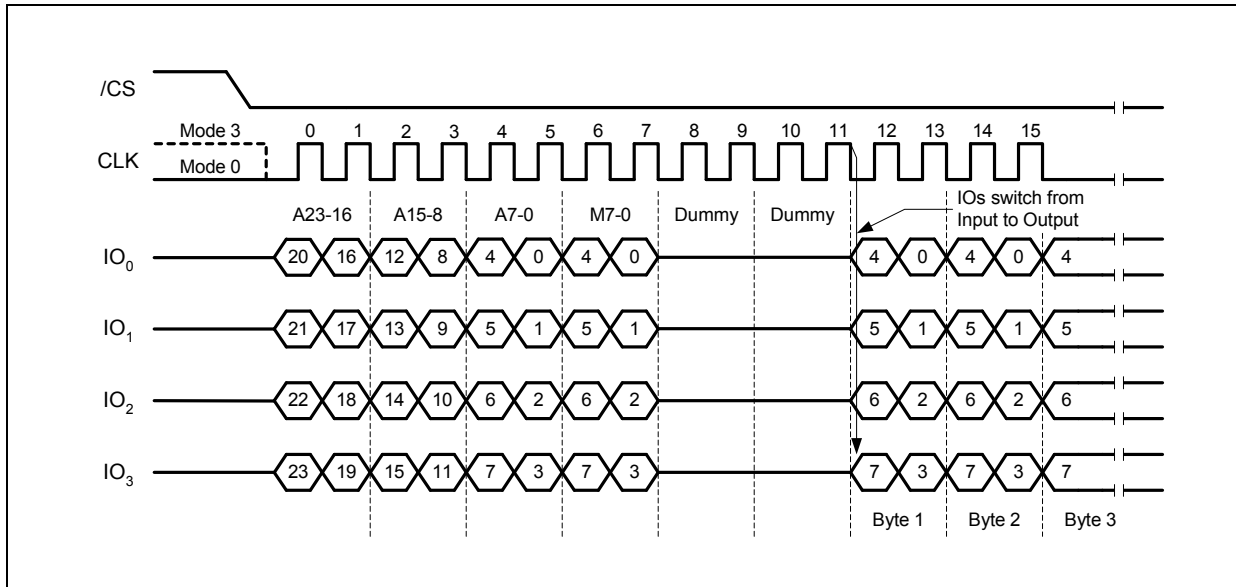 /CS
Mode 3 0 1 2 3 4 5 6 7 8 9 10 11 12 13 14 15
CLK
Mode 0
IOs switch from
Input to Output
A23-16 A15-8 A7-0 M7-0 Dummy Dummy
IO0 20 16 12 8 4 0 4 0 4 0 4 0 4
IO1 21 17 13 9 5 1 5 1 5 1 5 1 5
IO2 22 18 14 10 6 2 6 2 6 2 6 2 6
IO3 23 19 15 11 7 3 7 3 7 3 7 3 7
Byte 1 Byte 2 Byte 3